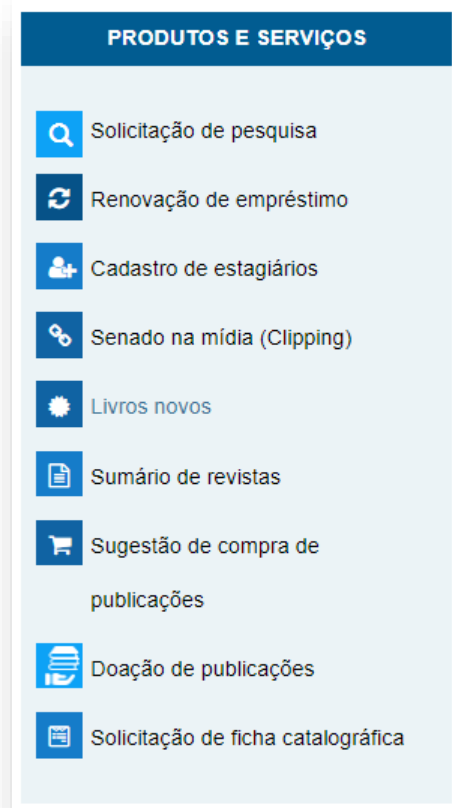 PRODUTOS E SERVIÇOS
Solicitação de pesquisa
Renovação de empréstimo
Cadastro de estagiários
Senado na mídia (Clipping)
Livros novos
Sumário de revistas
Sugestão de compra de
publicações
Doação de publicações
Solicitação de ficha catalográfica